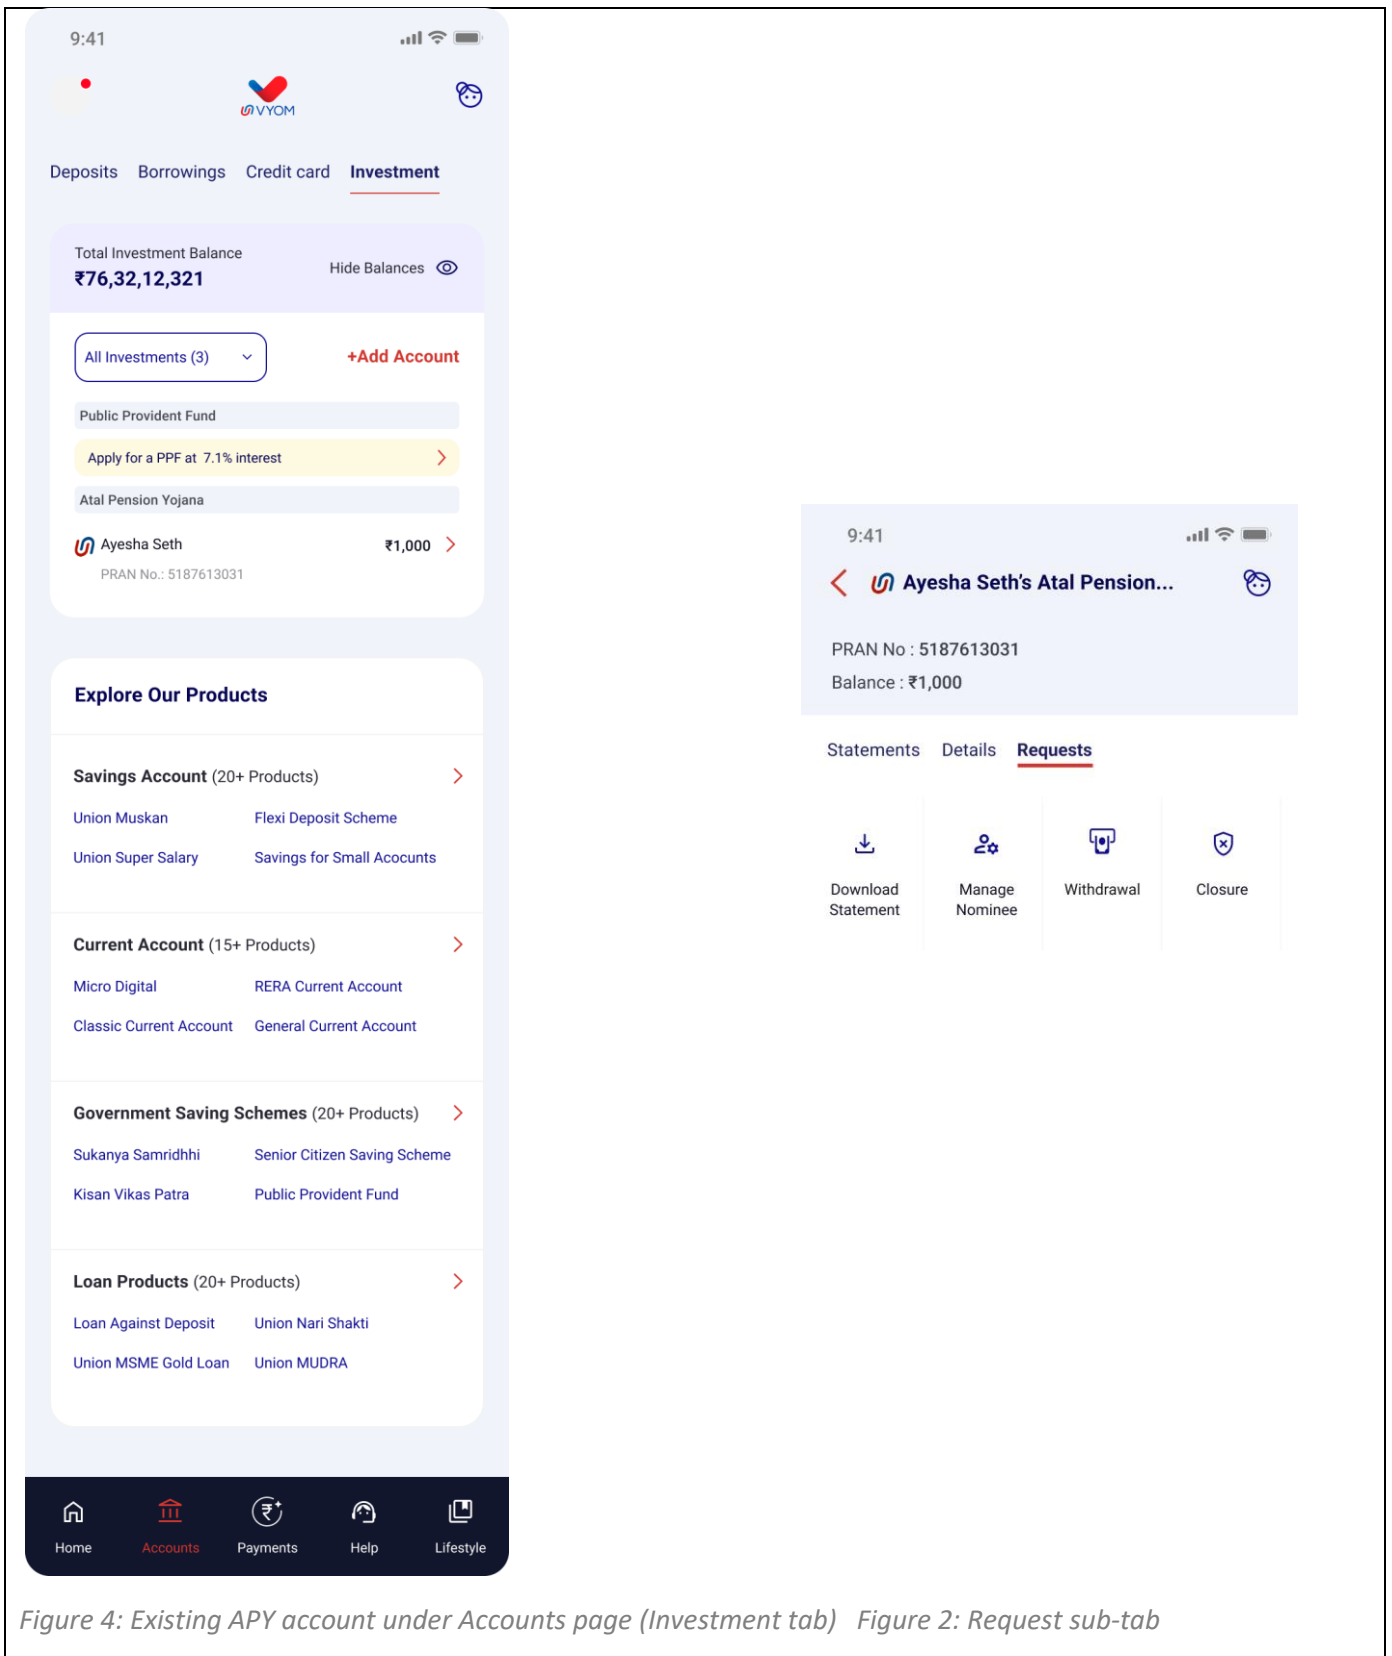 9:41
VYOM
Deposits Borrowings Credit card Investment
Total Investment Balance
₹76,32,12,321
Hide Balances
All Investments (3)
+Add Account
Public Provident Fund
Apply for a PPF at 7.1% interest
Atal Pension Yojana
Ayesha Seth ₹1,000
PRAN No.: 5187613031
Explore Our Products
Savings Account (20+ Products)
Union Muskan Flexi Deposit Scheme
Union Super Salary Savings for Small Acocunts
Current Account (15+ Products)
Micro Digital RERA Current Account
Classic Current Account General Current Account
Government Saving Schemes (20+ Products)
Sukanya Samridhhi Senior Citizen Saving Scheme
Kisan Vikas Patra Public Provident Fund
Loan Products (20+ Products)
Loan Against Deposit Union Nari Shakti
Union MSME Gold Loan Union MUDRA
Home Accounts Payments Help Lifestyle
9:41
Ayesha Seth's Atal Pension...
PRAN No : 5187613031
Balance : ₹1,000
Statements Details Requests
Download Statement
Manage Nominee
Withdrawal
Closure
Figure 4: Existing APY account under Accounts page (Investment tab) Figure 2: Request sub-tab